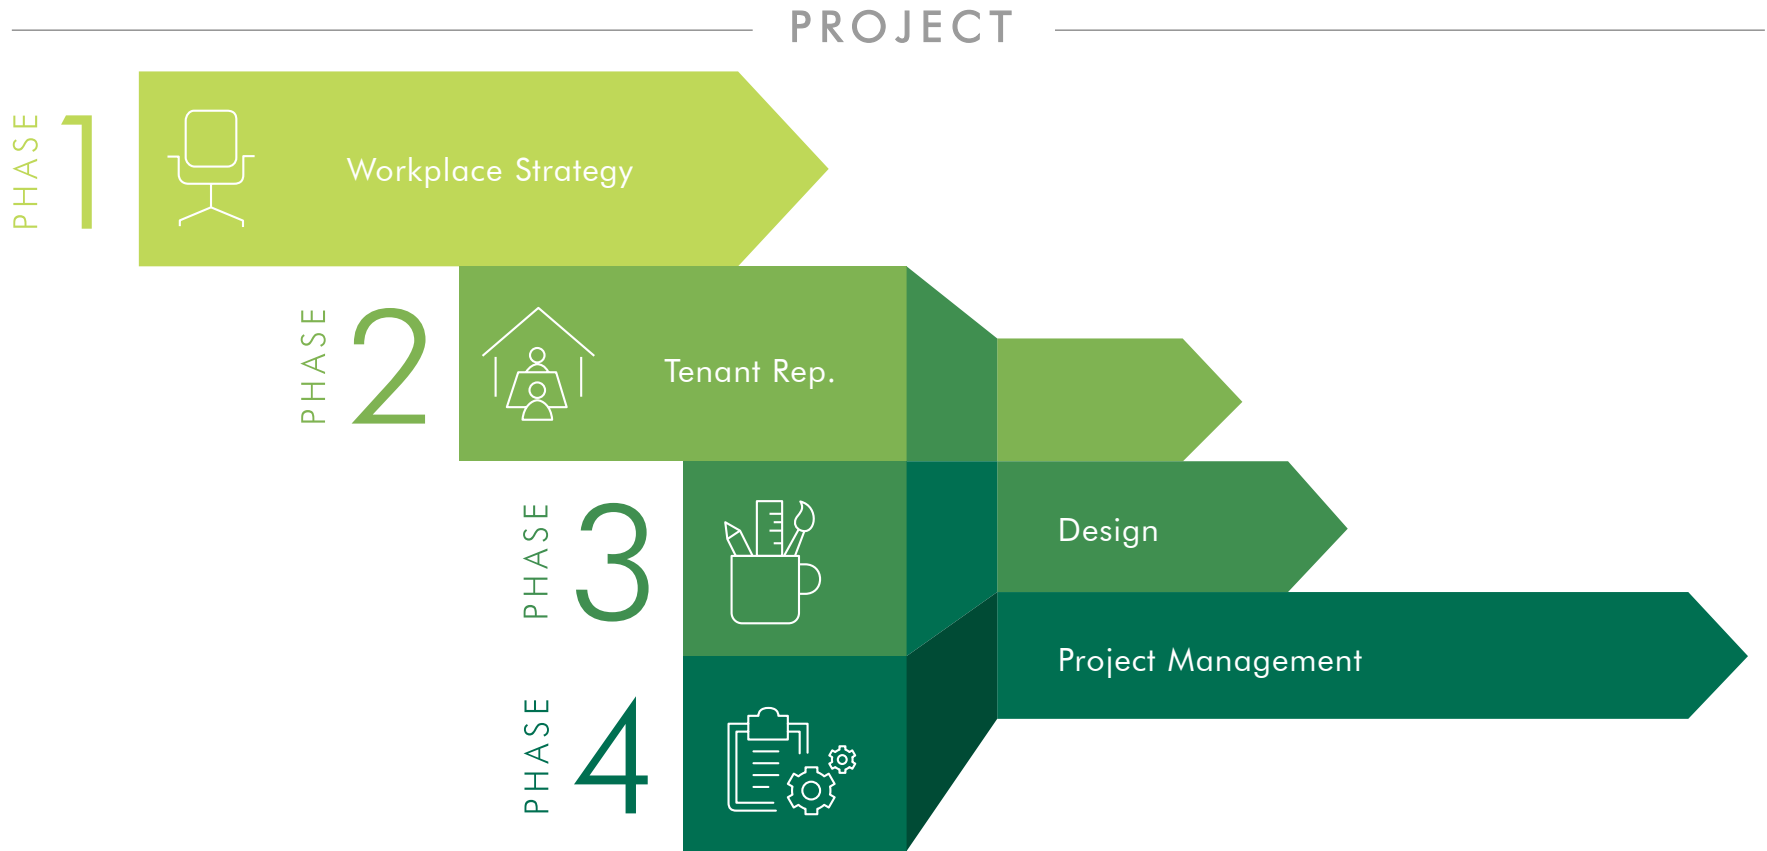 PROJECT
PHASE 1
Workplace Strategy
PHASE 2
Tenant Rep.
PHASE 3
Design
PHASE 4
Project Management